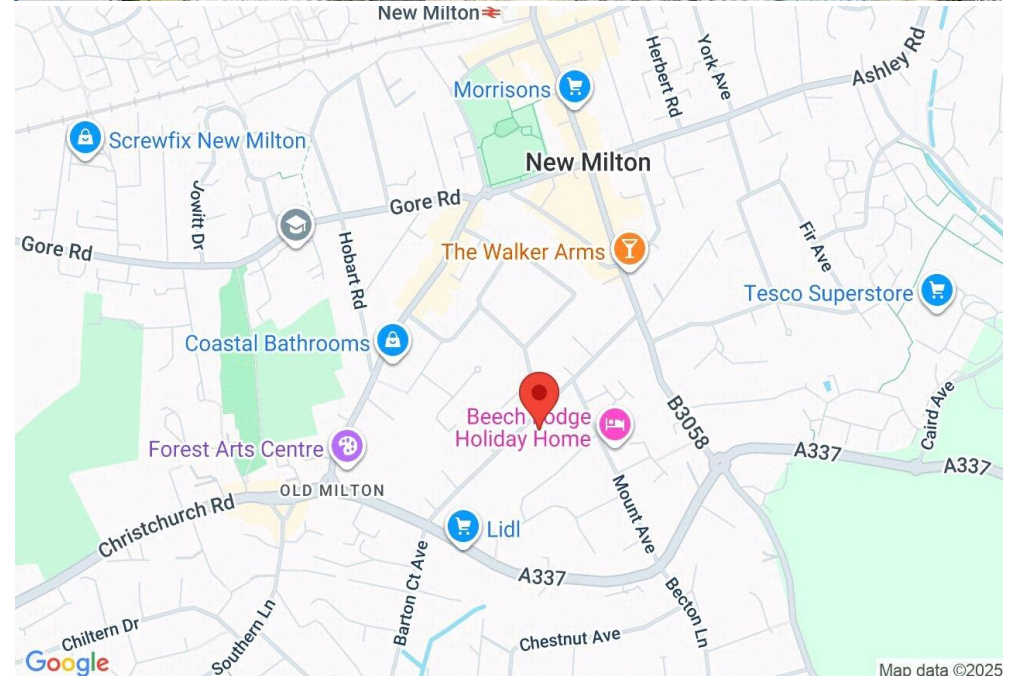 New Milton
Herbert Rd
York Ave
Ashley Rd
Morrisons
Screwfix New Milton
New Milton
Jowitt Dr
Gore Rd
Gore Rd
Hobart Rd
The Walker Arms
Fir Ave
Tesco Superstore
Coastal Bathrooms
Beech Lodge
Holiday Home
B3058
Caird Ave
Forest Arts Centre
A337
A337
OLD MILTON
Christchurch Rd
Mount Ave
Lidl
A337
Barton Ct Ave
Becton Ln
Chiltern Dr
Southern Ln
Chestnut Ave
Google
Map data ©2025